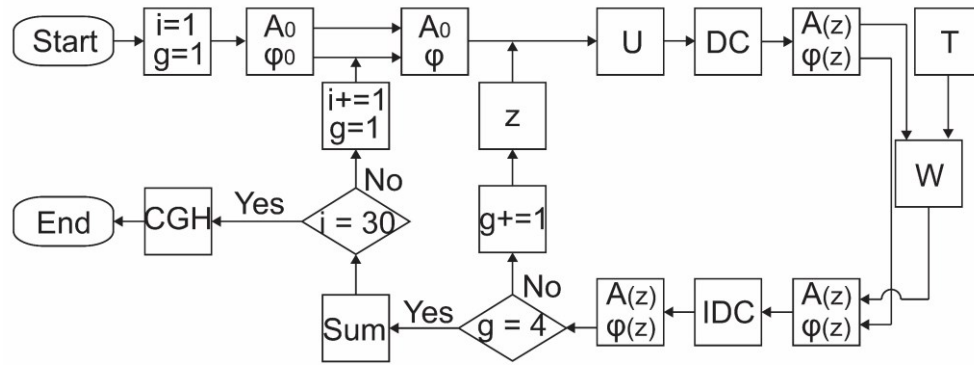 Start
i=1
g=1
A₀
φ₀
A₀
φ
U
DC
A(z)
φ(z)
T
i+=1
g=1
z
W
No
End
CGH
Yes
i = 30
g+=1
No
Sum
Yes
g = 4
A(z)
φ(z)
IDC
A(z)
φ(z)